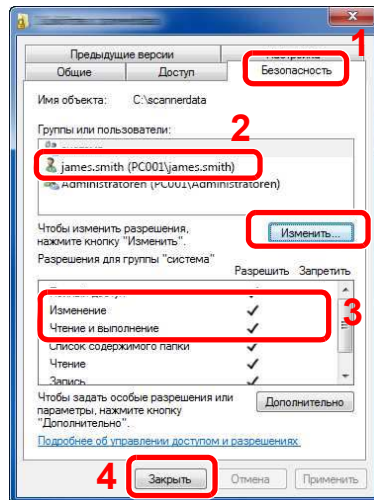 1
Предыдущие версии
Настройка
Общие
Доступ
Безопасность
Имя объекта: C:\scannerdata
Группы или пользователи:
2
james.smith (PC001\james.smith)
Administratoren (PC001\Administratoren)
Чтобы изменить разрешения,
нажмите кнопку "Изменить".
Изменить...
Разрешения для группы "система"
Разрешить Запретить
Изменение
3
Чтение и выполнение
Список содержимого папки
Чтение
Запись
Чтобы задать особые разрешения или
параметры, нажмите кнопку
"Дополнительно".
Дополнительно
Подробнее об управлении доступом и разрешениях
4
Закрыть
Отмена
Применить